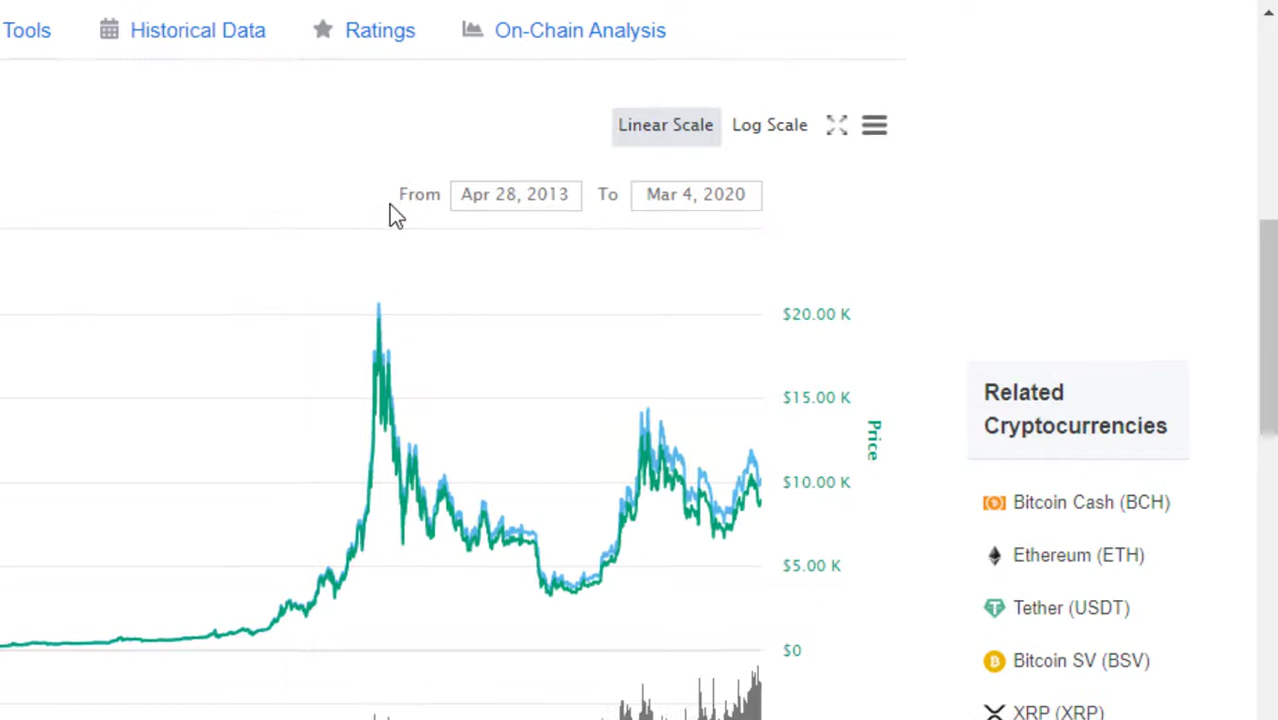 Tools Historical Data Ratings On-Chain Analysis
Linear Scale Log Scale
From Apr 28, 2013 To Mar 4, 2020
$20.00 K
$15.00 K
$10.00 K
$5.00 K
$0
Price
Related
Cryptocurrencies
Bitcoin Cash (BCH)
Ethereum (ETH)
Tether (USDT)
Bitcoin SV (BSV)
XRP (XRP)